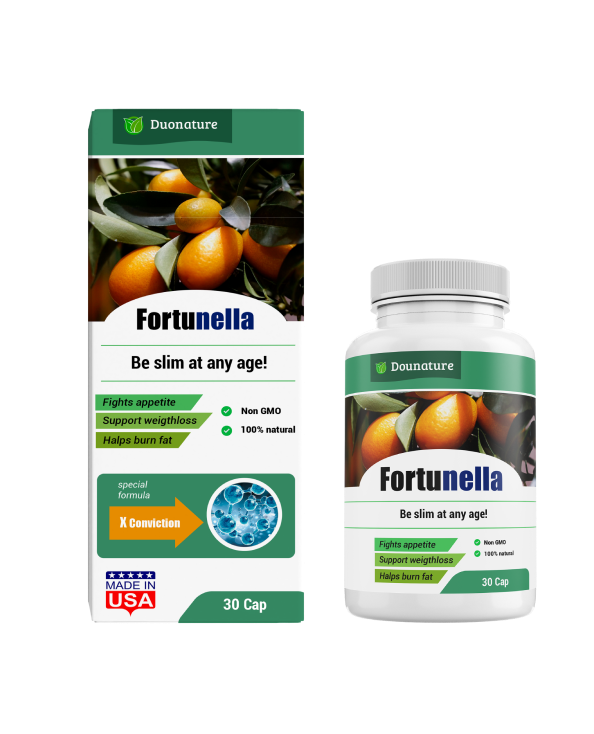 Duonature
Fortunella
Be slim at any age!
Fights appetite
Support weigthloss
Helps burn fat
Non GMO
100% natural
special
formula
X Conviction
MADE IN
USA
30 Cap
Dounature
Fortunella
Be slim at any age!
Fights appetite
Support weigthloss
Helps burn fat
Non GMO
100% natural
30 Cap